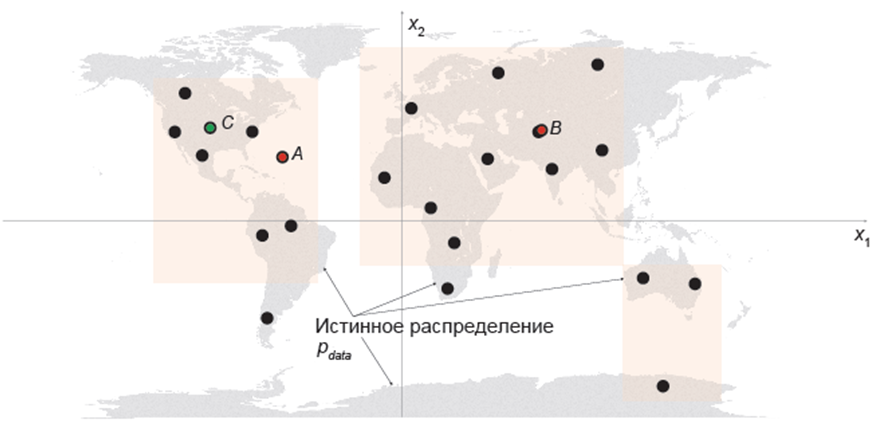 x2
C
A
B
x1
Истинное распределение
pdata